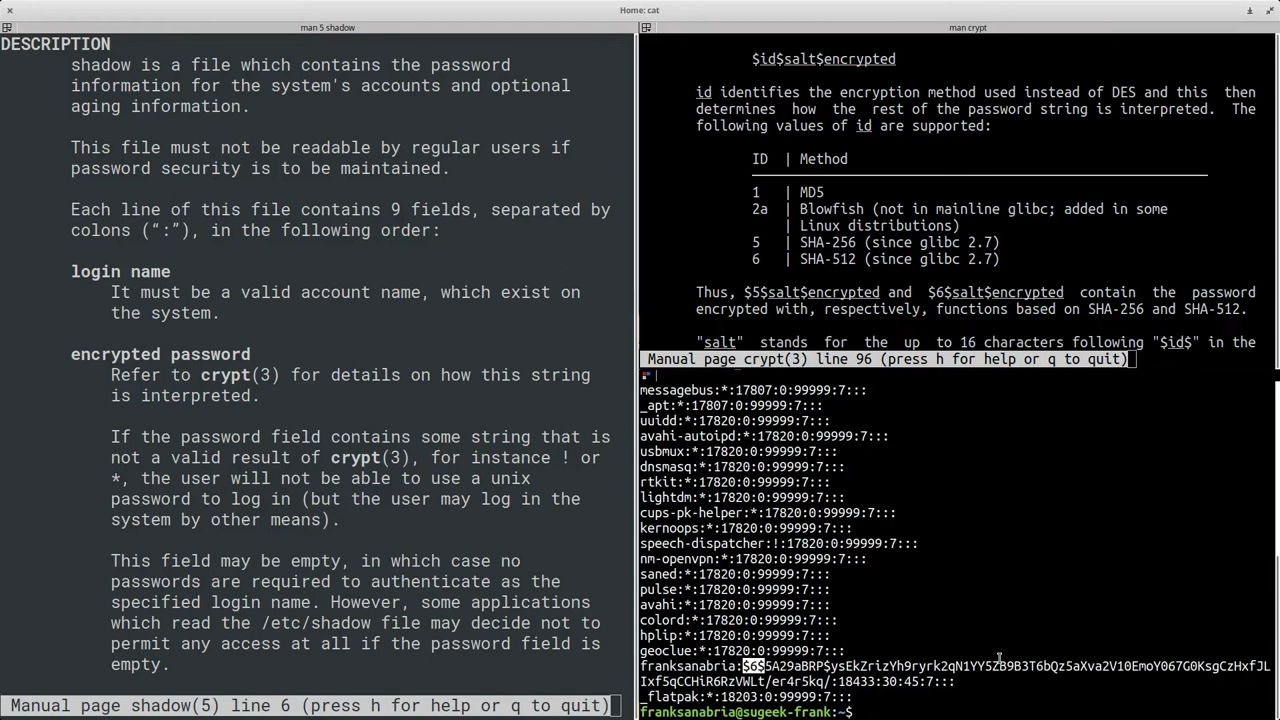 Home: cat
man 5 shadow
DESCRIPTION
shadow is a file which contains the password
information for the system's accounts and optional
aging information.
This file must not be readable by regular users if
password security is to be maintained.
Each line of this file contains 9 fields, separated by
colons (“:”), in the following order:
login name
It must be a valid account name, which exist on
the system.
encrypted password
Refer to crypt(3) for details on how this string
is interpreted.
If the password field contains some string that is
not a valid result of crypt(3), for instance ! or
*, the user will not be able to use a unix
password to log in (but the user may log in the
system by other means).
This field may be empty, in which case no
passwords are required to authenticate as the
specified login name. However, some applications
which read the /etc/shadow file may decide not to
permit any access at all if the password field is
empty.
Manual page shadow(5) line 6 (press h for help or q to quit)
man crypt
$id$salt$encrypted
id identifies the encryption method used instead of DES and this then
determines how the rest of the password string is interpreted. The
following values of id are supported:
ID | Method
1 | MD5
2a | Blowfish (not in mainline glibc; added in some
| Linux distributions)
5 | SHA-256 (since glibc 2.7)
6 | SHA-512 (since glibc 2.7)
Thus, $5$salt$encrypted and $6$salt$encrypted contain the password
encrypted with, respectively, functions based on SHA-256 and SHA-512.
"salt" stands for the up to 16 characters following "$id$" in the
Manual page crypt(3) line 96 (press h for help or q to quit)
messagebus:*:17807:0:99999:7:::
_apt:*:17807:0:99999:7:::
uuidd:*:17820:0:99999:7:::
avahi-autoipd:*:17820:0:99999:7:::
usbmux:*:17820:0:99999:7:::
dnsmasq:*:17820:0:99999:7:::
rtkit:*:17820:0:99999:7:::
lightdm:*:17820:0:99999:7:::
cups-pk-helper:*:17820:0:99999:7:::
kernoops:*:17820:0:99999:7:::
speech-dispatcher:!:17820:0:99999:7:::
nm-openvpn:*:17820:0:99999:7:::
saned:*:17820:0:99999:7:::
pulse:*:17820:0:99999:7:::
avahi:*:17820:0:99999:7:::
colord:*:17820:0:99999:7:::
hplip:*:17820:0:99999:7:::
geoclue:*:17820:0:99999:7:::
franksanabria:$6$5A29aBRP$ysEkZrizYh9ryrk2qN1YY5ZB9B3T6bQz5aXva2V10EmoY067G0KsgCzHxfJL
Ixf5qCCHiR6RzVWLt/er4r5kq/:18433:30:45:7:::
_flatpak:*:18203:0:99999:7:::
franksanabria@sugeek-frank:~$